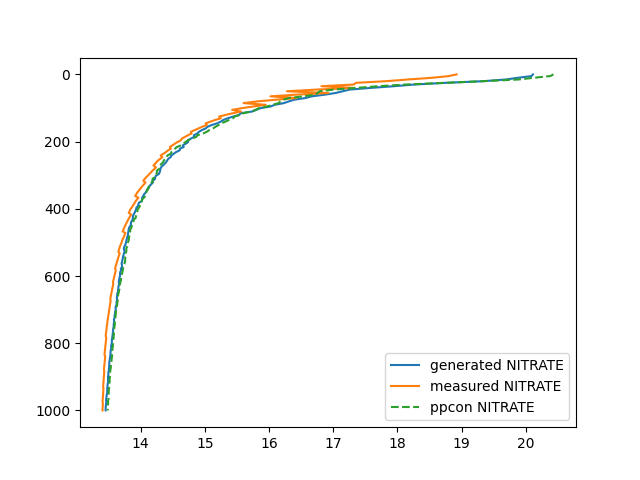 0
200
400
600
800
1000
14 15 16 17 18 19 20
generated NITRATE
measured NITRATE
ppcon NITRATE